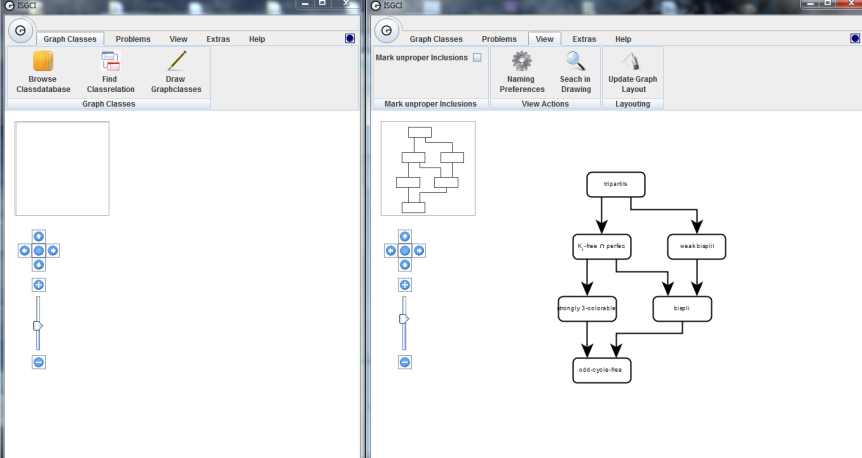 ISGCI
Graph Classes Problems View Extras Help
Browse Classdatabase
Find Classrelation
Draw Graphclasses
Graph Classes
ISGCI
Graph Classes Problems View Extras Help
Mark unproper Inclusions
Naming Preferences
Seach in Drawing
Update Graph Layout
Mark unproper Inclusions
View Actions
Layouting
tripartite
-free ∩ perfec
weak bisplit
strongly 3-colorable
bispli
odd-cycle-free